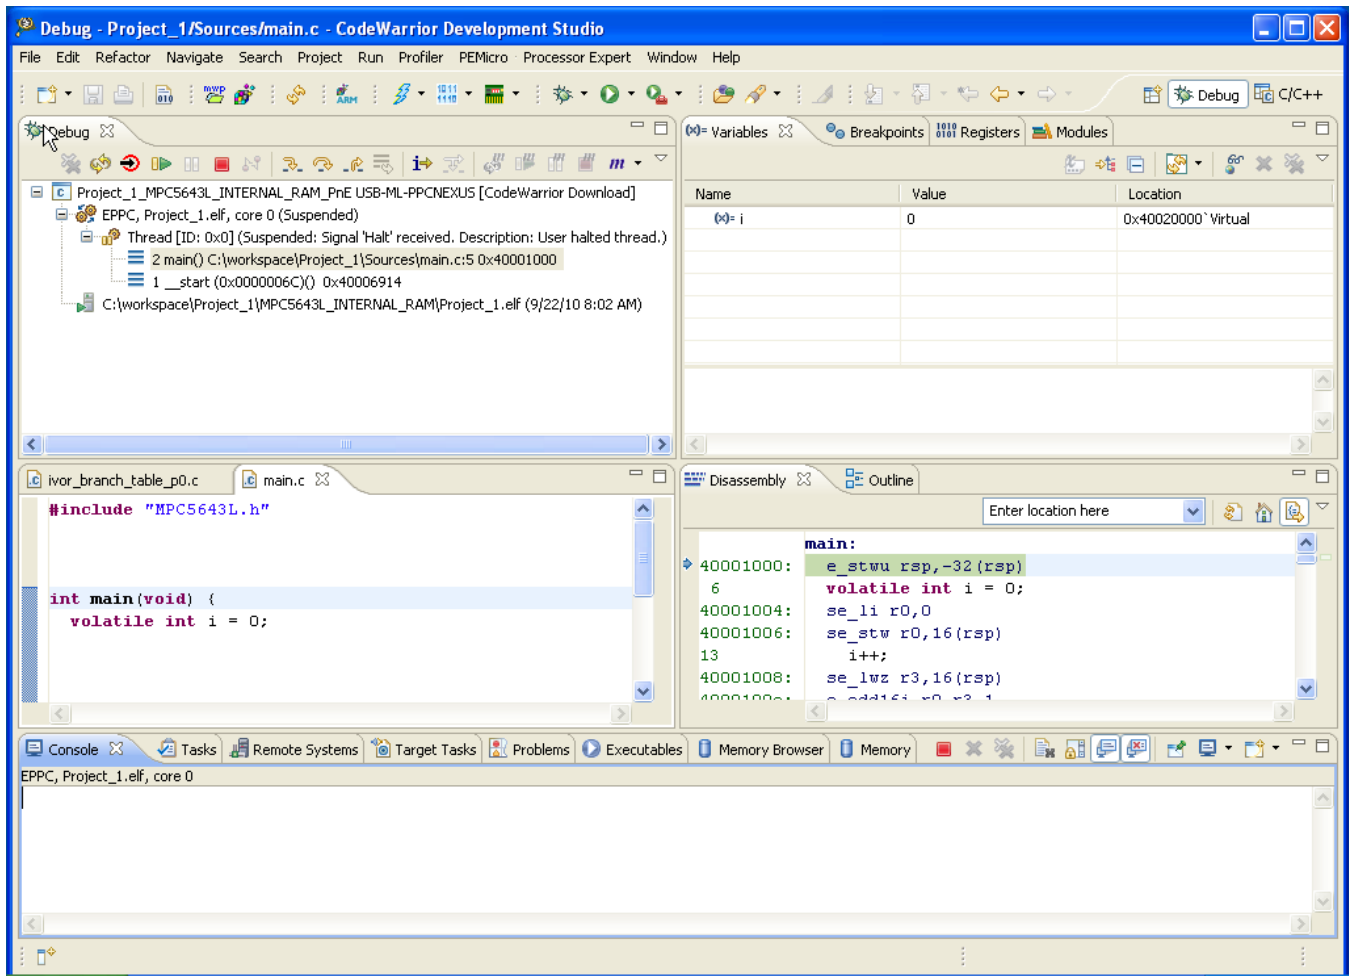 Debug - Project_1/Sources/main.c - CodeWarrior Development Studio
File Edit Refactor Navigate Search Project Run Profiler PEMicro Processor Expert Window Help
Debug C/C++
Debug
Project_1_MPC5643L_INTERNAL_RAM_PnE USB-ML-PPCNEXUS [CodeWarrior Download]
EPPC, Project_1.elf, core 0 (Suspended)
Thread [ID: 0x0] (Suspended: Signal 'Halt' received. Description: User halted thread.)
2 main() C:\workspace\Project_1\Sources\main.c:5 0x40001000
1 __start (0x0000006C)() 0x40006914
C:\workspace\Project_1\MPC5643L_INTERNAL_RAM\Project_1.elf (9/22/10 8:02 AM)
(x)= Variables Breakpoints Registers Modules
Name Value Location
(x)= i 0 0x40020000`Virtual
ivor_branch_table_p0.c main.c
#include "MPC5643L.h"
int main(void) {
volatile int i = 0;
Disassembly Outline
Enter location here
main:
40001000: e_stwu rsp,-32(rsp)
6 volatile int i = 0;
40001004: se_li r0,0
40001006: se_stw r0,16(rsp)
13 i++;
40001008: se_lwz r3,16(rsp)
Console Tasks Remote Systems Target Tasks Problems Executables Memory Browser Memory
EPPC, Project_1.elf, core 0